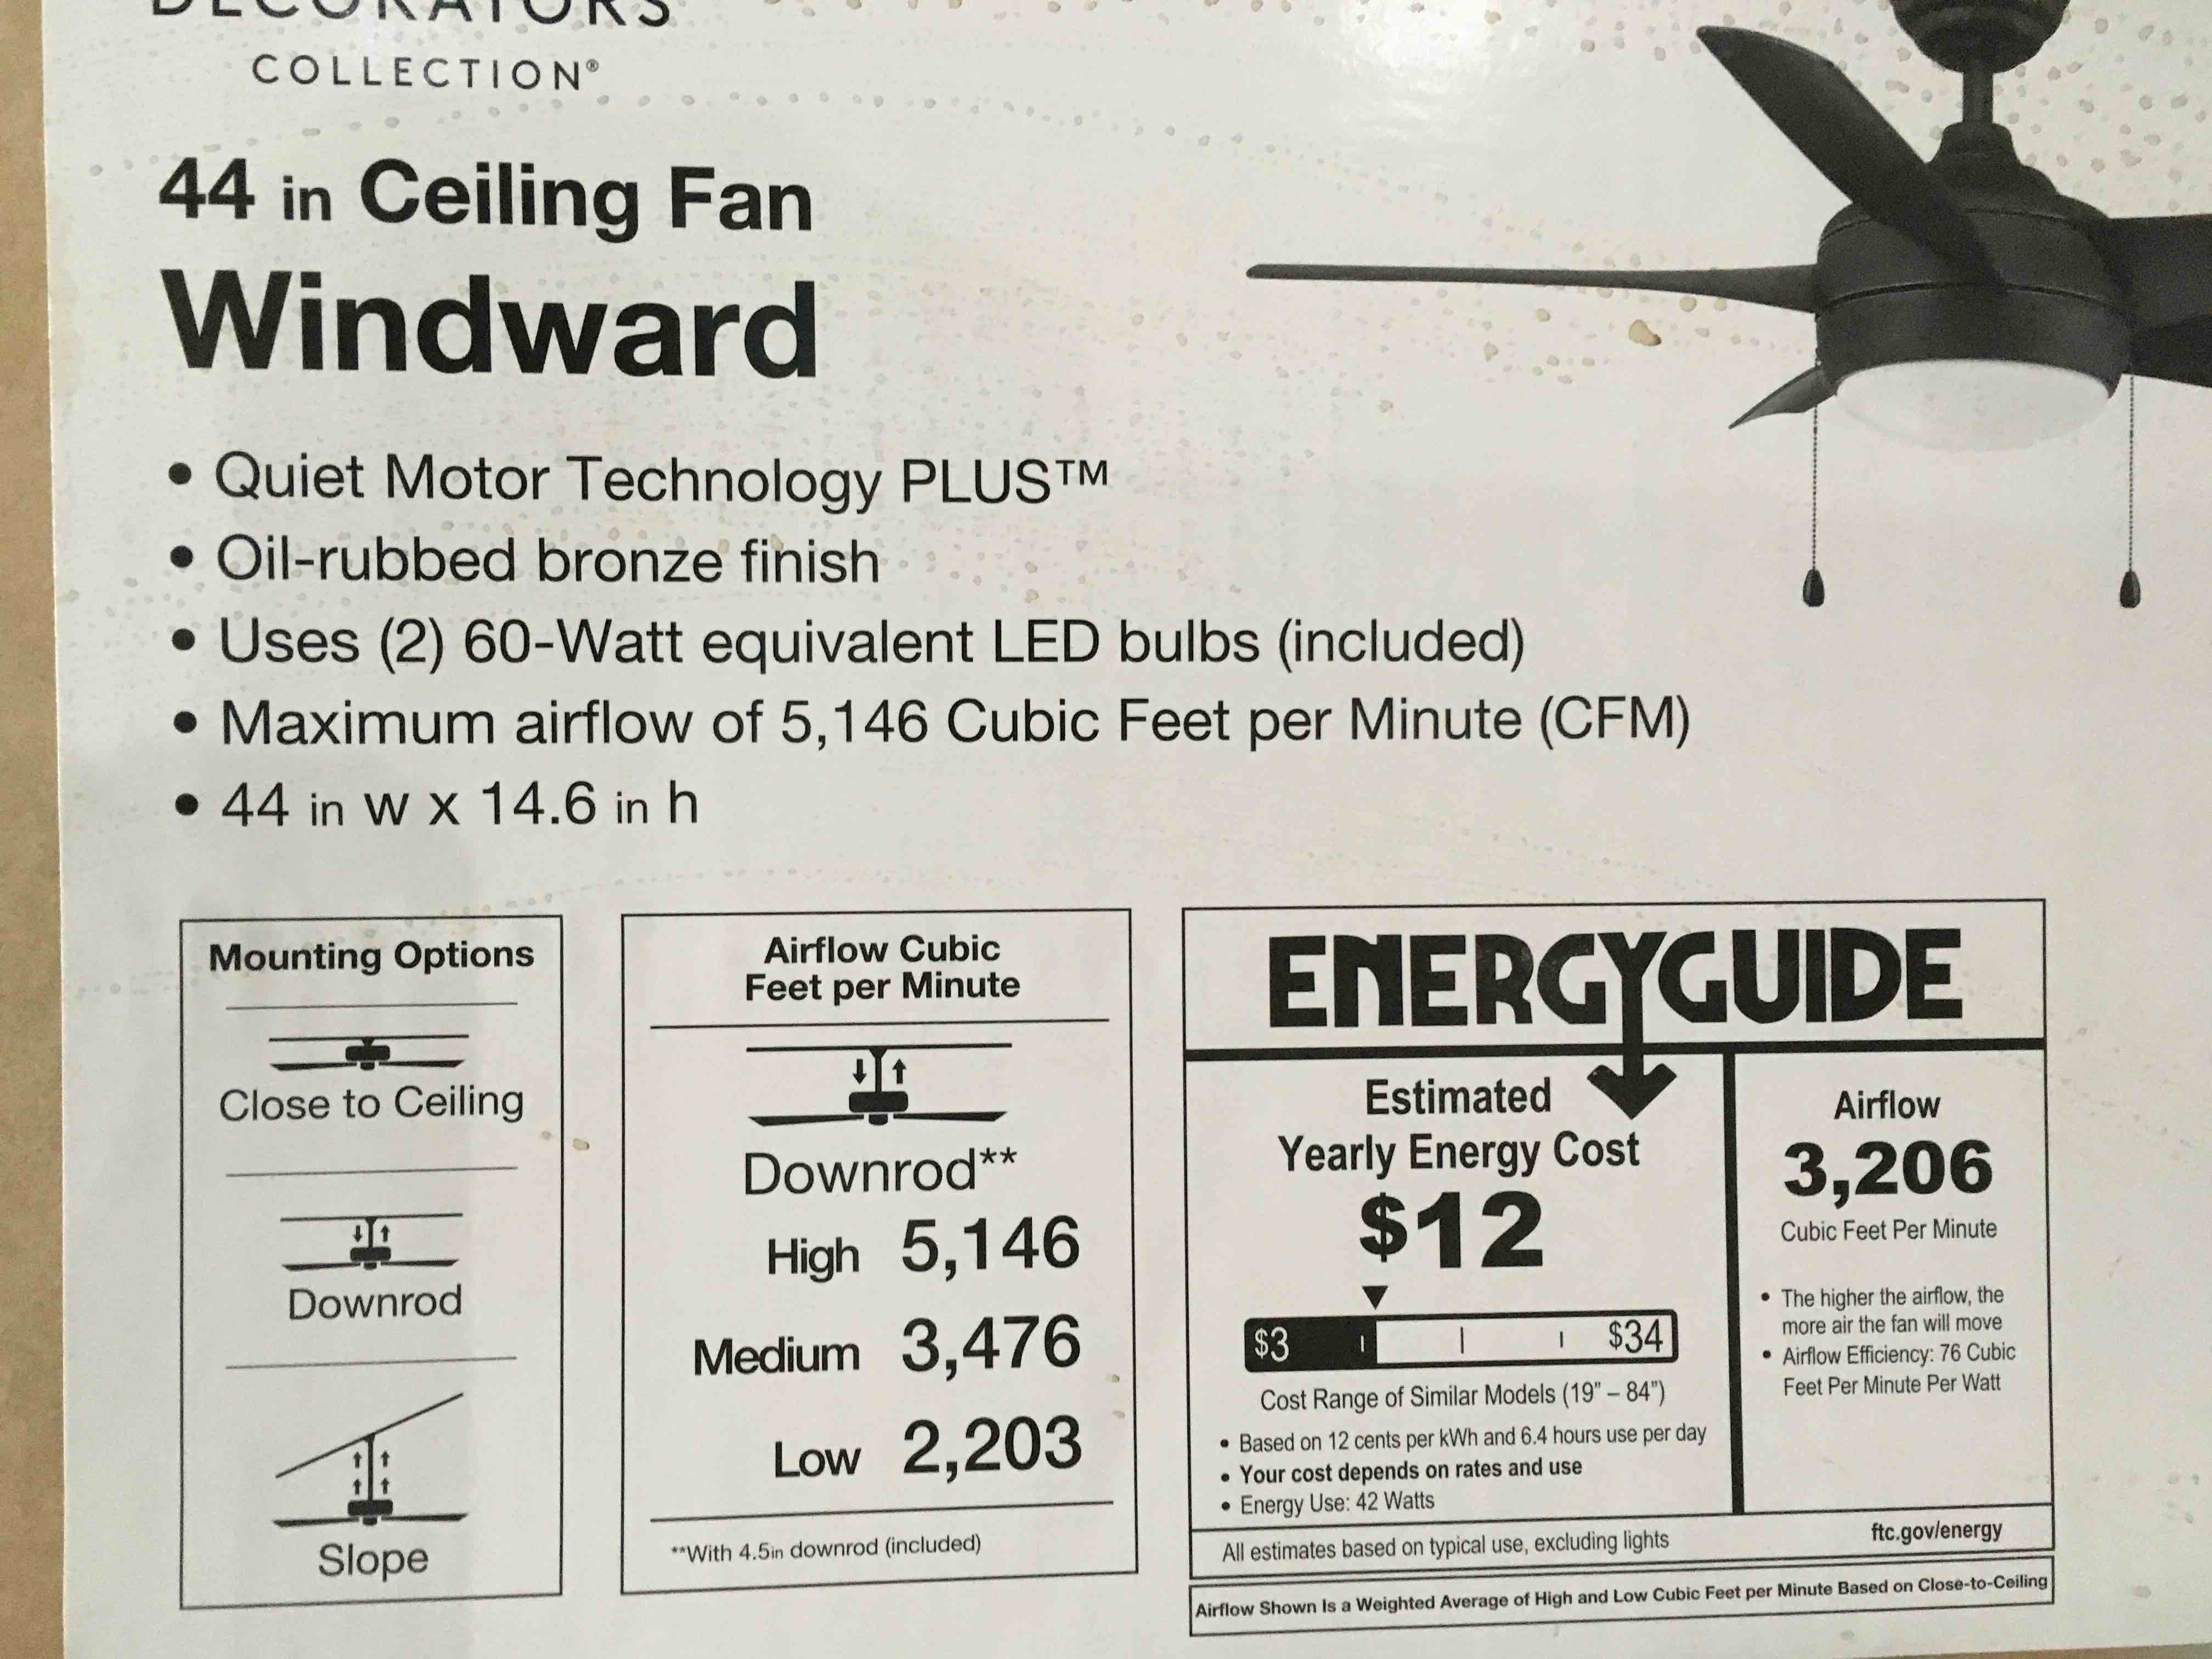 DECORATORS
COLLECTION®
44 in Ceiling Fan
Windward
• Quiet Motor Technology PLUS™
• Oil-rubbed bronze finish
• Uses (2) 60-Watt equivalent LED bulbs (included)
• Maximum airflow of 5,146 Cubic Feet per Minute (CFM)
• 44 in w x 14.6 in h
Mounting Options
Close to Ceiling
Downrod
Slope
Airflow Cubic
Feet per Minute
Downrod**
High 5,146
Medium 3,476
Low 2,203
**With 4.5in downrod (included)
ENERGYGUIDE
Estimated
Yearly Energy Cost
$12
$3 $34
Cost Range of Similar Models (19" – 84")
• Based on 12 cents per kWh and 6.4 hours use per day
• Your cost depends on rates and use
• Energy Use: 42 Watts
Airflow
3,206
Cubic Feet Per Minute
• The higher the airflow, the
more air the fan will move
• Airflow Efficiency: 76 Cubic
Feet Per Minute Per Watt
All estimates based on typical use, excluding lights
ftc.gov/energy
Airflow Shown Is a Weighted Average of High and Low Cubic Feet per Minute Based on Close-to-Ceiling